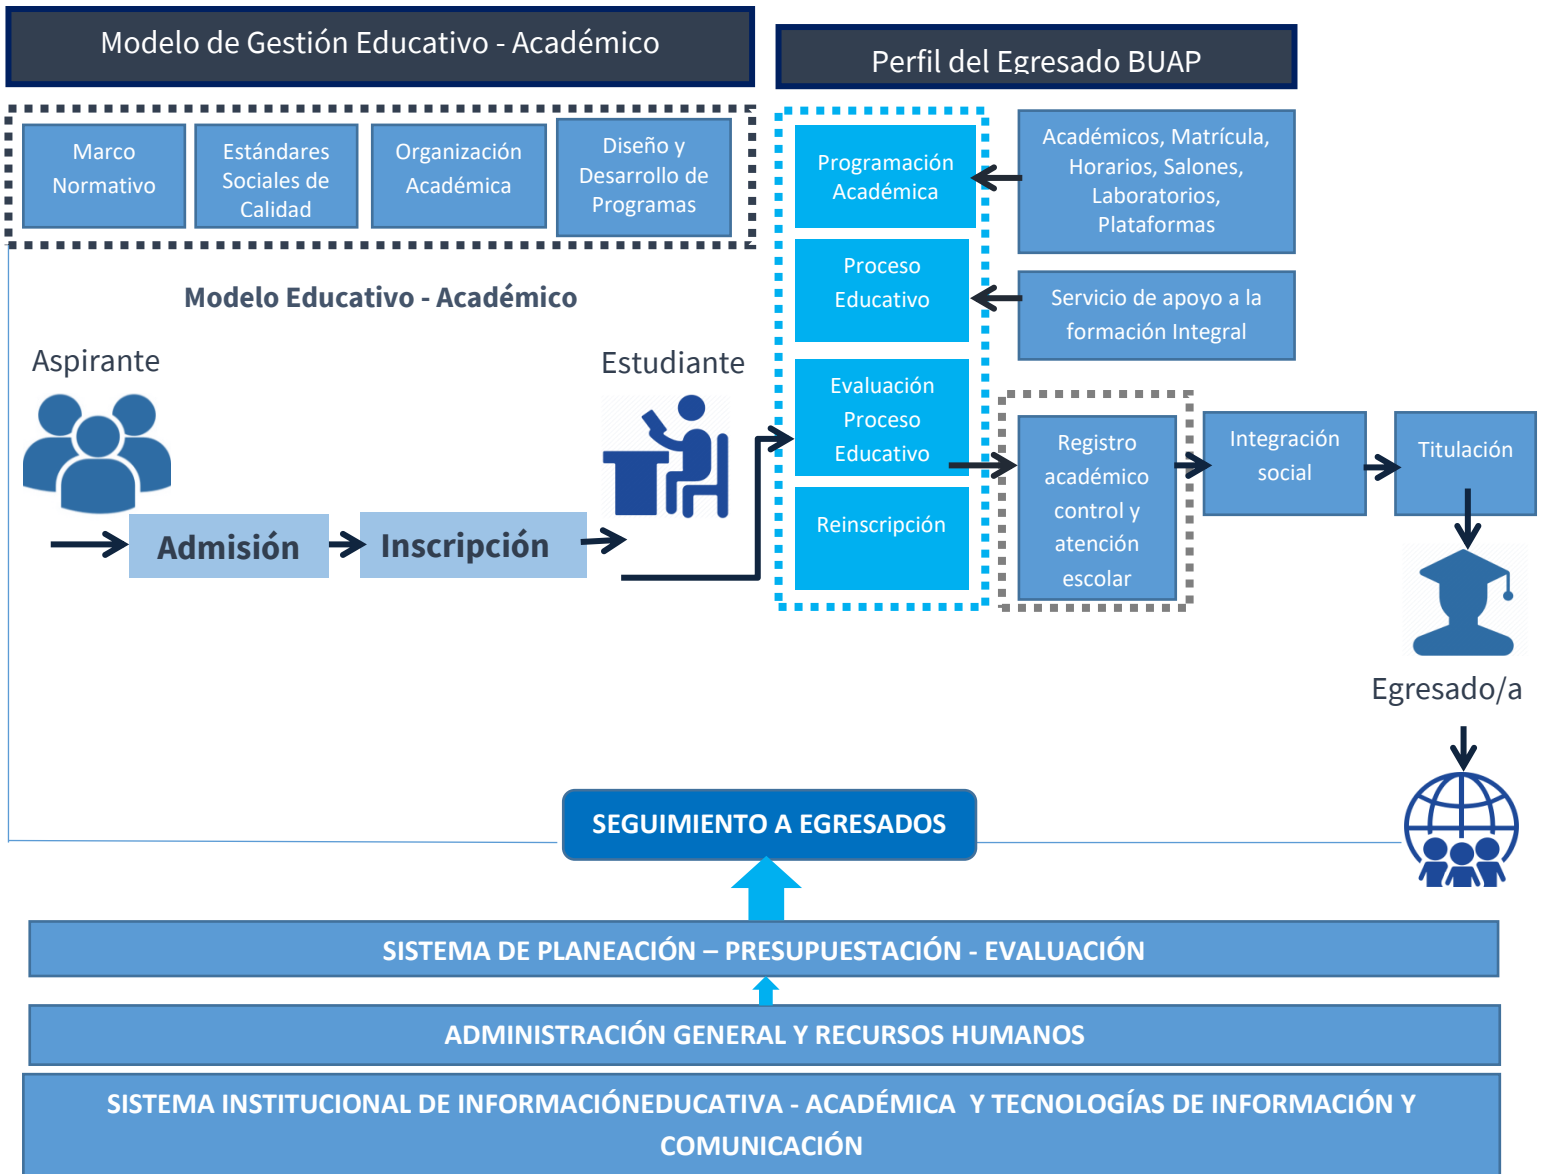 Modelo de Gestión Educativo - Académico
Perfil del Egresado BUAP
Marco
Normativo
Estándares
Sociales de
Calidad
Organización
Académica
Diseño y
Desarrollo de
Programas
Programación
Académica
Académicos, Matrícula,
Horarios, Salones,
Laboratorios,
Plataformas
Modelo Educativo - Académico
Proceso
Educativo
Servicio de apoyo a la
formación Integral
Aspirante
Estudiante
Evaluación
Proceso
Educativo
Registro
académico
control y
atención
escolar
Integración
social
Titulación
Admisión
Inscripción
Reinscripción
Egresado/a
SEGUIMIENTO A EGRESADOS
SISTEMA DE PLANEACIÓN – PRESUPUESTACIÓN - EVALUACIÓN
ADMINISTRACIÓN GENERAL Y RECURSOS HUMANOS
SISTEMA INSTITUCIONAL DE INFORMACIÓNEDUCATIVA - ACADÉMICA  Y TECNOLOGÍAS DE INFORMACIÓN Y
COMUNICACIÓN